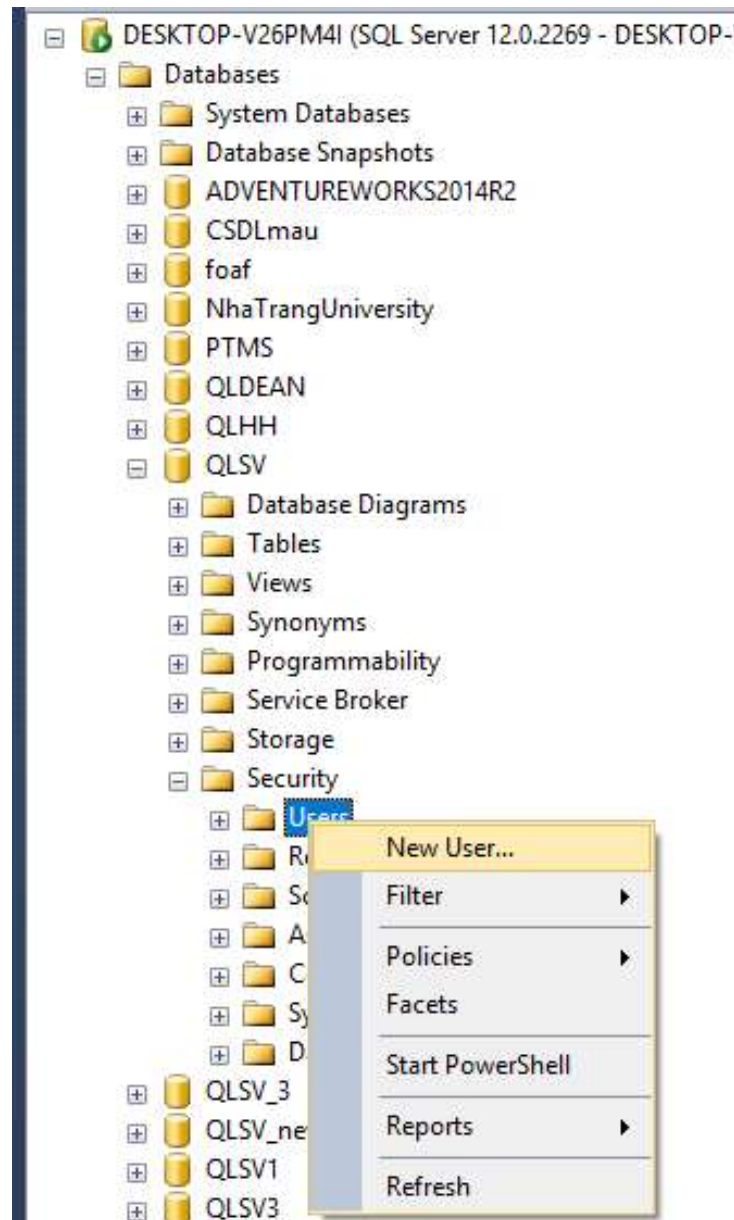 DESKTOP-V26PM4I (SQL Server 12.0.2269 - DESKTOP-
Databases
System Databases
Database Snapshots
ADVENTUREWORKS2014R2
CSDLmau
foaf
NhaTrangUniversity
PTMS
QLDEAN
QLHH
QLSV
Database Diagrams
Tables
Views
Synonyms
Programmability
Service Broker
Storage
Security
Users
New User...
Filter
Policies
Facets
Start PowerShell
Reports
Refresh
QLSV_3
QLSV_ne
QLSV1
QLSV3